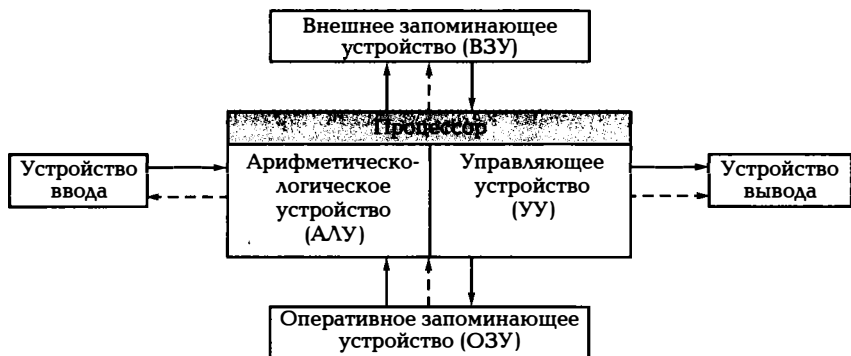 Внешнее запоминающее
устройство (ВЗУ)
Процессор
Устройство
ввода
Арифметическо-
логическое
устройство
(АЛУ)
Управляющее
устройство
(УУ)
Устройство
вывода
Оперативное запоминающее
устройство (ОЗУ)